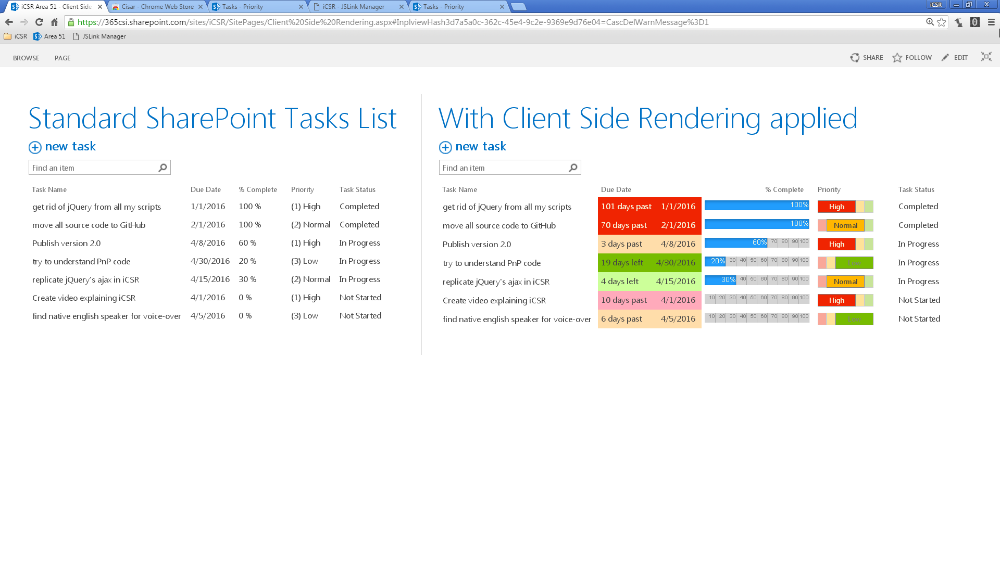 iCSR Area 51 - Client Side
Cisar - Chrome Web Store
Tasks - Priority
iCSR - JSLink Manager
Tasks - Priority
iCSR
https://365csi.sharepoint.com/sites/iCSR/SitePages/Client%20Side%20Rendering.aspx#InplviewHash3d7a5a0c-362c-45e4-9c2e-9369e9d76e04=CascDelWarnMessage%3D1
iCSR Area 51 JSLink Manager
BROWSE PAGE SHARE FOLLOW EDIT
Standard SharePoint Tasks List
new task
Find an item
Task Name Due Date % Complete Priority Task Status
get rid of jQuery from all my scripts 1/1/2016 100 % (1) High Completed
move all source code to GitHub 2/1/2016 100 % (2) Normal Completed
Publish version 2.0 4/8/2016 60 % (1) High In Progress
try to understand PnP code 4/30/2016 20 % (3) Low In Progress
replicate jQuery's ajax in iCSR 4/15/2016 30 % (2) Normal In Progress
Create video explaining iCSR 4/1/2016 0 % (1) High Not Started
find native english speaker for voice-over 4/5/2016 0 % (3) Low Not Started
With Client Side Rendering applied
new task
Find an item
Task Name Due Date % Complete Priority Task Status
get rid of jQuery from all my scripts 101 days past 1/1/2016 100% High Completed
move all source code to GitHub 70 days past 2/1/2016 100% Normal Completed
Publish version 2.0 3 days past 4/8/2016 60% 70 80 90 100 High In Progress
try to understand PnP code 19 days left 4/30/2016 20% 30 40 50 60 70 80 90 100 Low In Progress
replicate jQuery's ajax in iCSR 4 days left 4/15/2016 30% 40 50 60 70 80 90 100 Normal In Progress
Create video explaining iCSR 10 days past 4/1/2016 10 20 30 40 50 60 70 80 90 100 High Not Started
find native english speaker for voice-over 6 days past 4/5/2016 10 20 30 40 50 60 70 80 90 100 Low Not Started